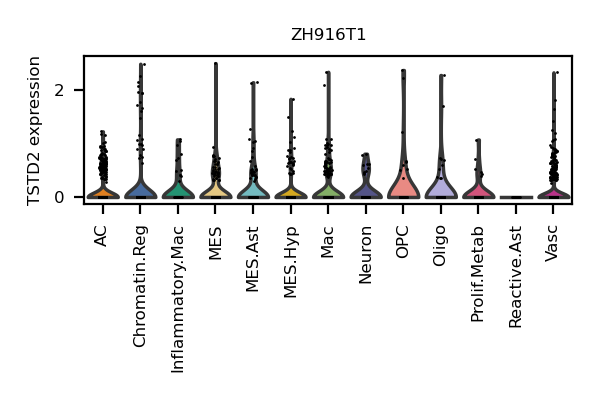 ZH916T1
TSTD2 expression
2
0
AC
Chromatin.Reg
Inflammatory.Mac
MES
MES.Ast
MES.Hyp
Mac
Neuron
OPC
Oligo
Prolif.Metab
Reactive.Ast
Vasc